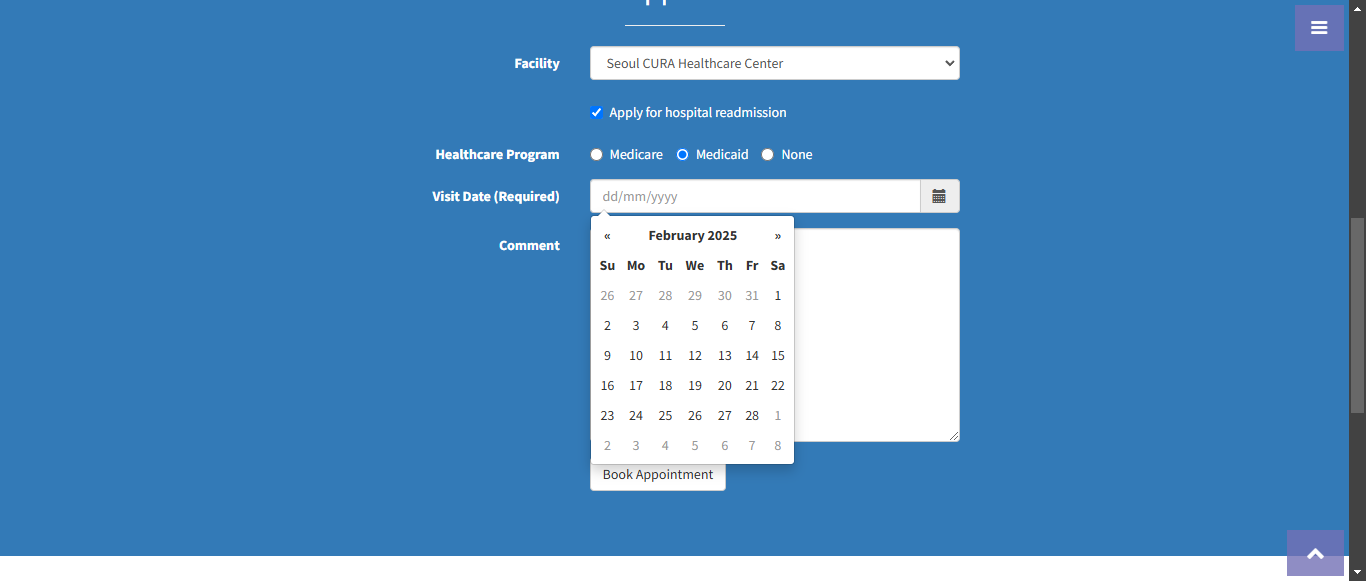 Facility
Seoul CURA Healthcare Center
Apply for hospital readmission
Healthcare Program
Medicare Medicaid None
Visit Date (Required)
dd/mm/yyyy
Comment
« February 2025 »
Su Mo Tu We Th Fr Sa
26 27 28 29 30 31 1
2 3 4 5 6 7 8
9 10 11 12 13 14 15
16 17 18 19 20 21 22
23 24 25 26 27 28 1
2 3 4 5 6 7 8
Book Appointment